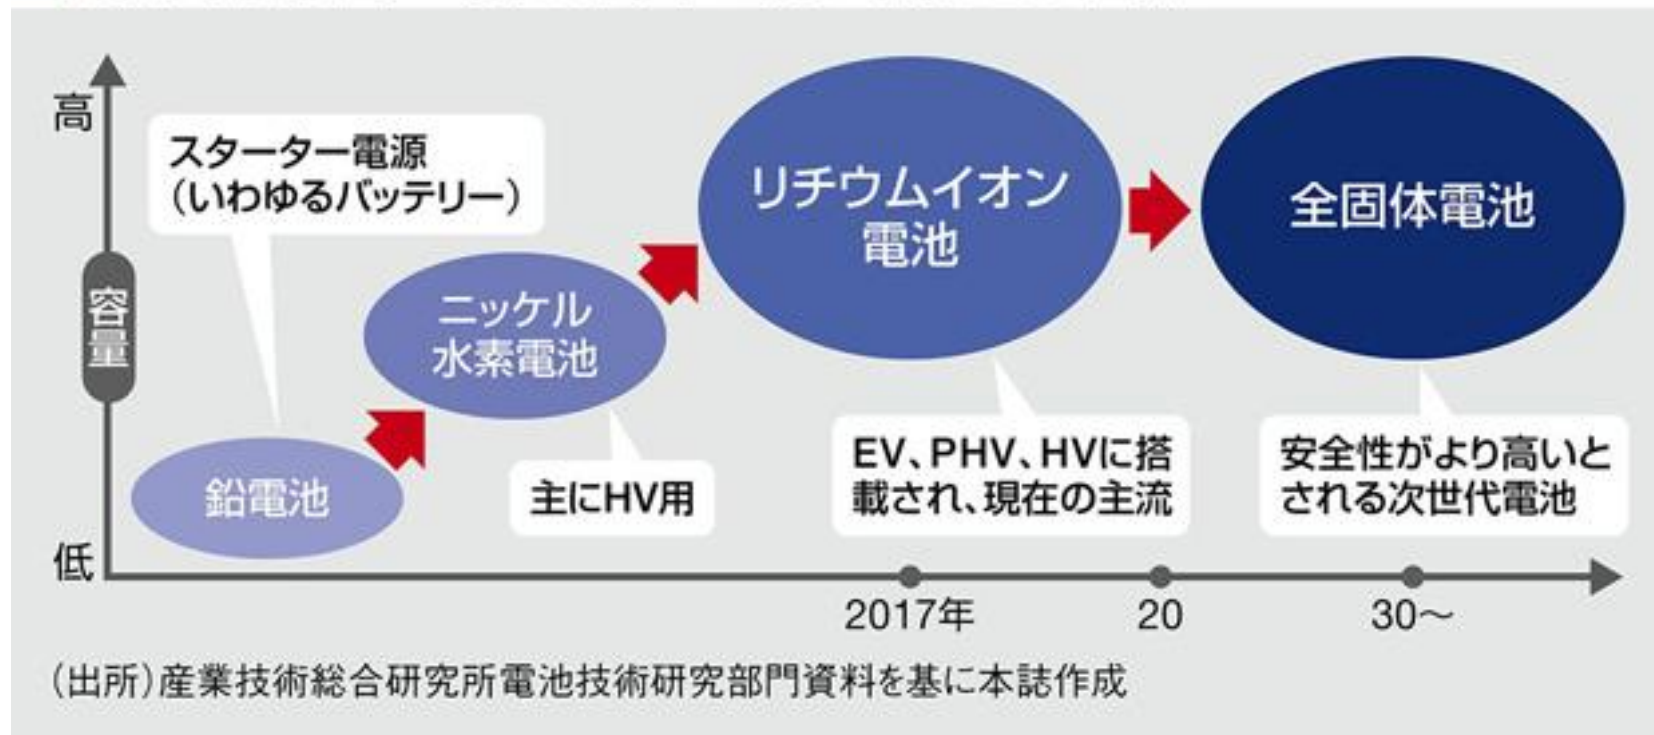 高
スターター電源
(いわゆるバッテリー)
容量
低
鉛電池
ニッケル
水素電池
主にHV用
リチウムイオン
電池
EV、PHV、HVに搭
載され、現在の主流
全固体電池
安全性がより高いと
される次世代電池
2017年
20
30〜
(出所)産業技術総合研究所電池技術研究部門資料を基に本誌作成